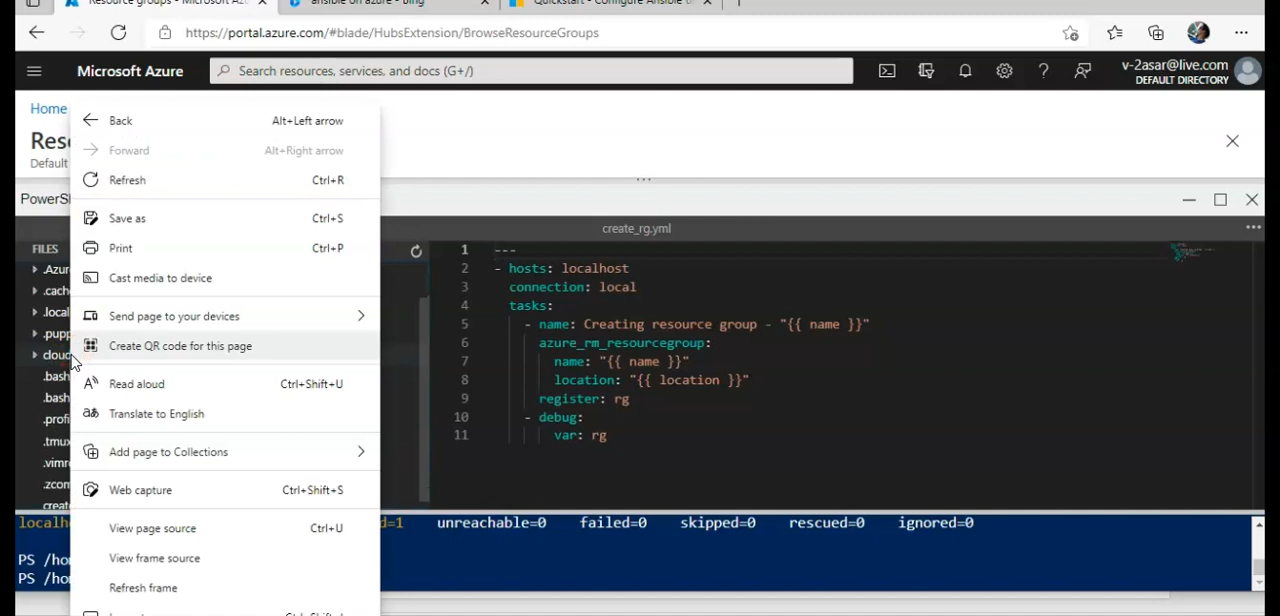 Resource groups - Microsoft Az
ansible on azure - Bing
Quickstart - Configure Ansible
https://portal.azure.com/#blade/HubsExtension/BrowseResourceGroups
Microsoft Azure
Search resources, services, and docs (G+/)
v-2asar@live.com
DEFAULT DIRECTORY
Home
Reso
Default
PowerSh
Back Alt+Left arrow
Forward Alt+Right arrow
Refresh Ctrl+R
Save as Ctrl+S
Print Ctrl+P
Cast media to device
Send page to your devices
Create QR code for this page
Read aloud Ctrl+Shift+U
Translate to English
Add page to Collections
Web capture Ctrl+Shift+S
View page source Ctrl+U
View frame source
Refresh frame
FILES
.Azur
.cach
.local
.pupp
cloud
.bash
.bash
.profi
.tmux
.vimr
.zcom
create
create_rg.yml
1 ---
2 - hosts: localhost
3 connection: local
4 tasks:
5 - name: Creating resource group - "{{ name }}"
6 azure_rm_resourcegroup:
7 name: "{{ name }}"
8 location: "{{ location }}"
9 register: rg
10 - debug:
11 var: rg
localho d=1 unreachable=0 failed=0 skipped=0 rescued=0 ignored=0
PS /ho
PS /ho